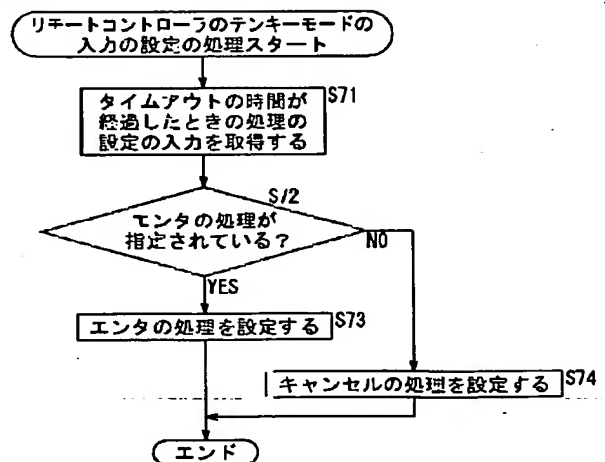 リモートコントローラのテンキーモードの
入力の設定の処理スタート
タイムアウトの時間が
経過したときの処理の
設定の入力を取得する
S71
S72
エンタの処理が
指定されている？
NO
YES
エンタの処理を設定する
S73
キャンセルの処理を設定する
S74
エンド